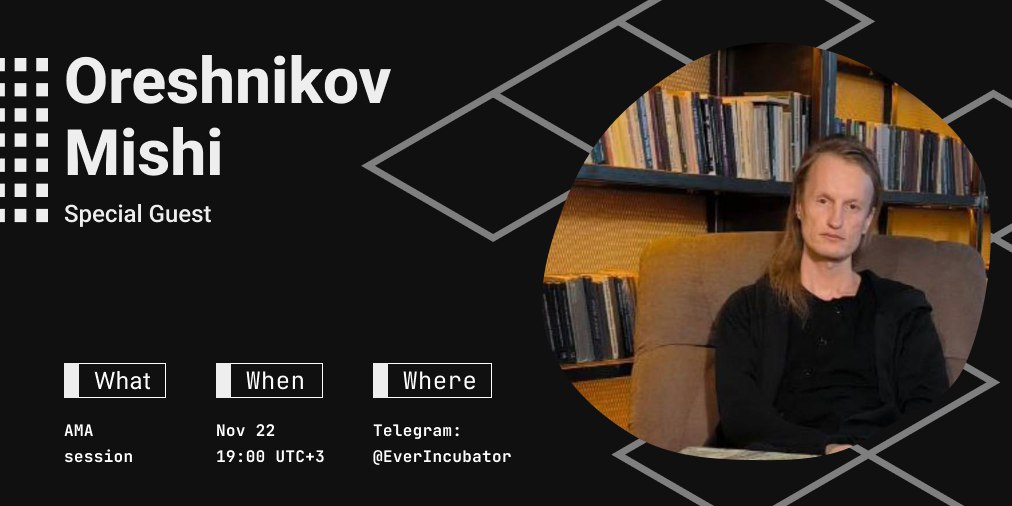 Oreshnikov
Mishi
Special Guest
What
When
Where
AMA
session
Nov 22
19:00 UTC+3
Telegram:
@EverIncubator